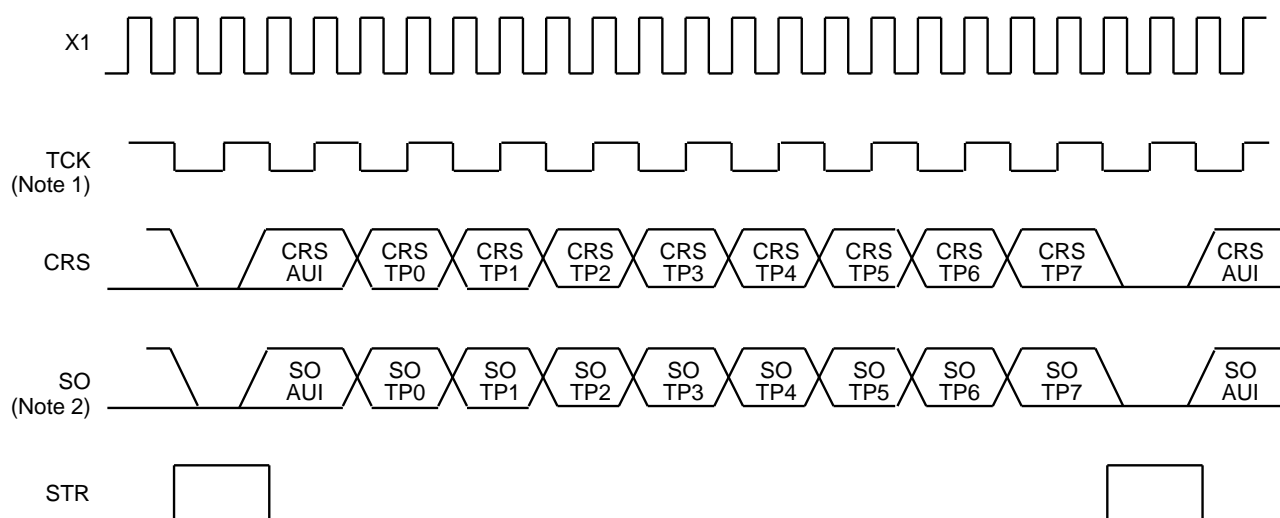 X1
TCK
(Note 1)
CRS
CRS CRS CRS CRS CRS CRS CRS CRS CRS CRS
AUI TP0 TP1 TP2 TP3 TP4 TP5 TP6 TP7 AUI
SO
(Note 2)
SO SO SO SO SO SO SO SO SO SO
AUI TP0 TP1 TP2 TP3 TP4 TP5 TP6 TP7 AUI
STR